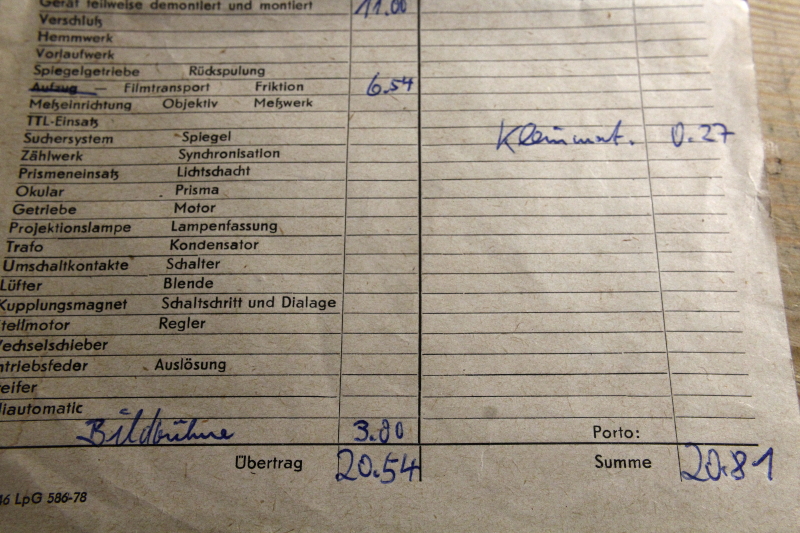 Gerät teilweise demontiert und montiert 11.00
Verschluß
Hemmwerk
Vorlaufwerk
Spiegelgetriebe Rückspulung
Aufzug — Filmtransport Friktion 6.54
Meßeinrichtung Objektiv Meßwerk
TTL-Einsatz
Suchersystem Spiegel Kleinmat. 0.27
Zählwerk Synchronisation
Prismeneinsatz Lichtschacht
Okular Prisma
Getriebe Motor
Projektionslampe Lampenfassung
Trafo Kondensator
Umschaltkontakte Schalter
Lüfter Blende
Kupplungsmagnet Schaltschritt und Dialage
tellmotor Regler
echselschieber
ntriebsfeder Auslösung
eifer
iautomatic
Bildbühne 3.00 Porto:
Übertrag 20.54 Summe 20.81
46 LpG 586-78